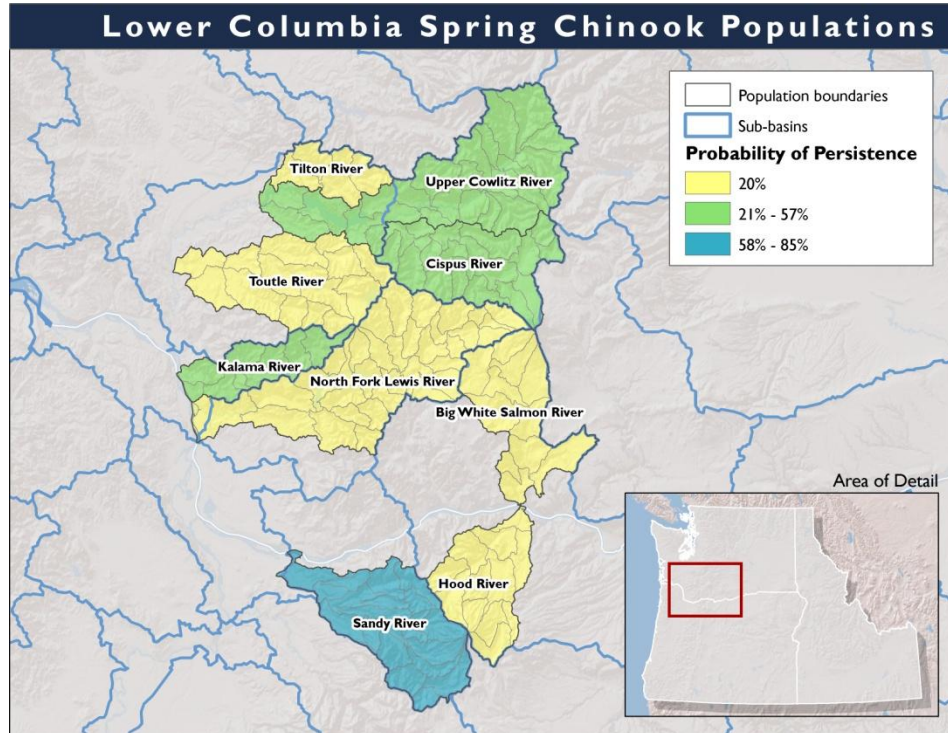 Lower Columbia Spring Chinook Populations
Population boundaries
Sub-basins
Probability of Persistence
20%
21% - 57%
58% - 85%
Tilton River
Upper Cowlitz River
Cispus River
Toutle River
Kalama River
North Fork Lewis River
Big White Salmon River
Hood River
Sandy River
Area of Detail